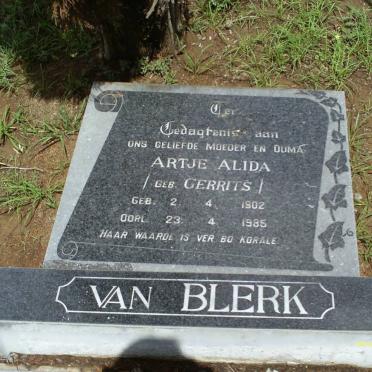 Ter
Gedagtenis aan
ONS GELIEFDE MOEDER EN OUMA
ARTJE ALIDA
(GEB. GERRITS)
GEB. 2. 4. 1902
OORL. 23. 4. 1985
HAAR WAARDE IS VER BO KORALE
VAN BLERK